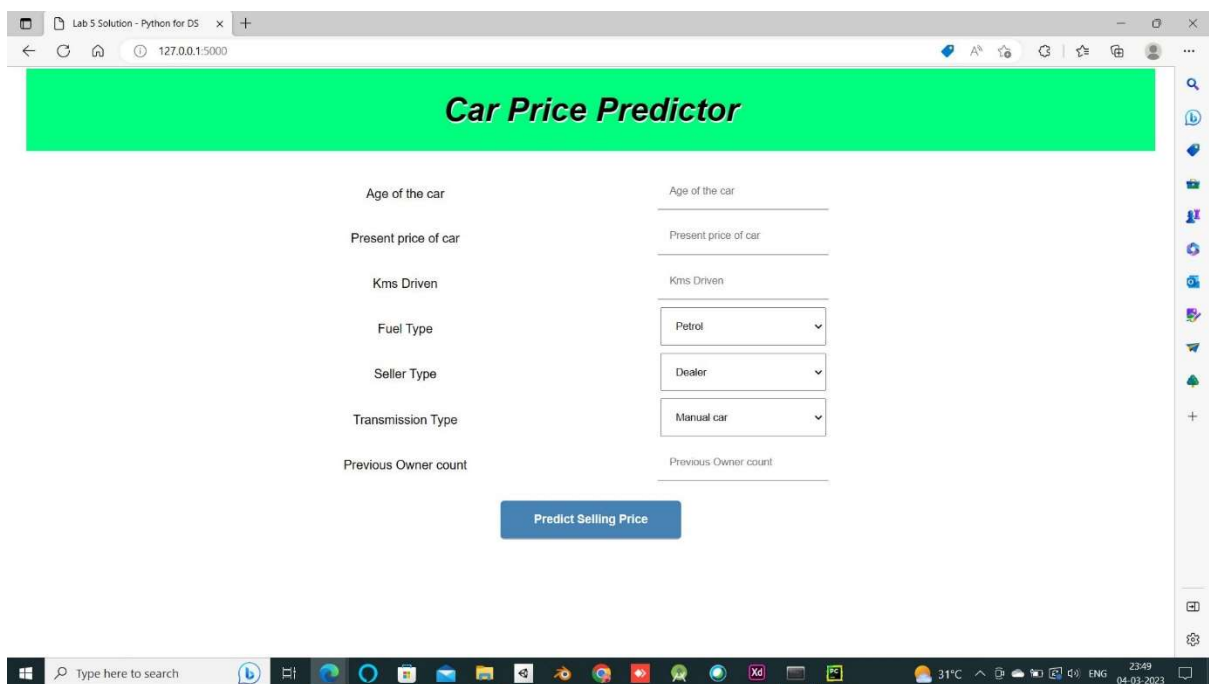 Lab 5 Solution - Python for DS
127.0.0.1:5000
Car Price Predictor
Age of the car Age of the car
Present price of car Present price of car
Kms Driven Kms Driven
Fuel Type Petrol
Seller Type Dealer
Transmission Type Manual car
Previous Owner count Previous Owner count
Predict Selling Price
Type here to search
Xd
PC
31°C
ENG
23:49
04-03-2023